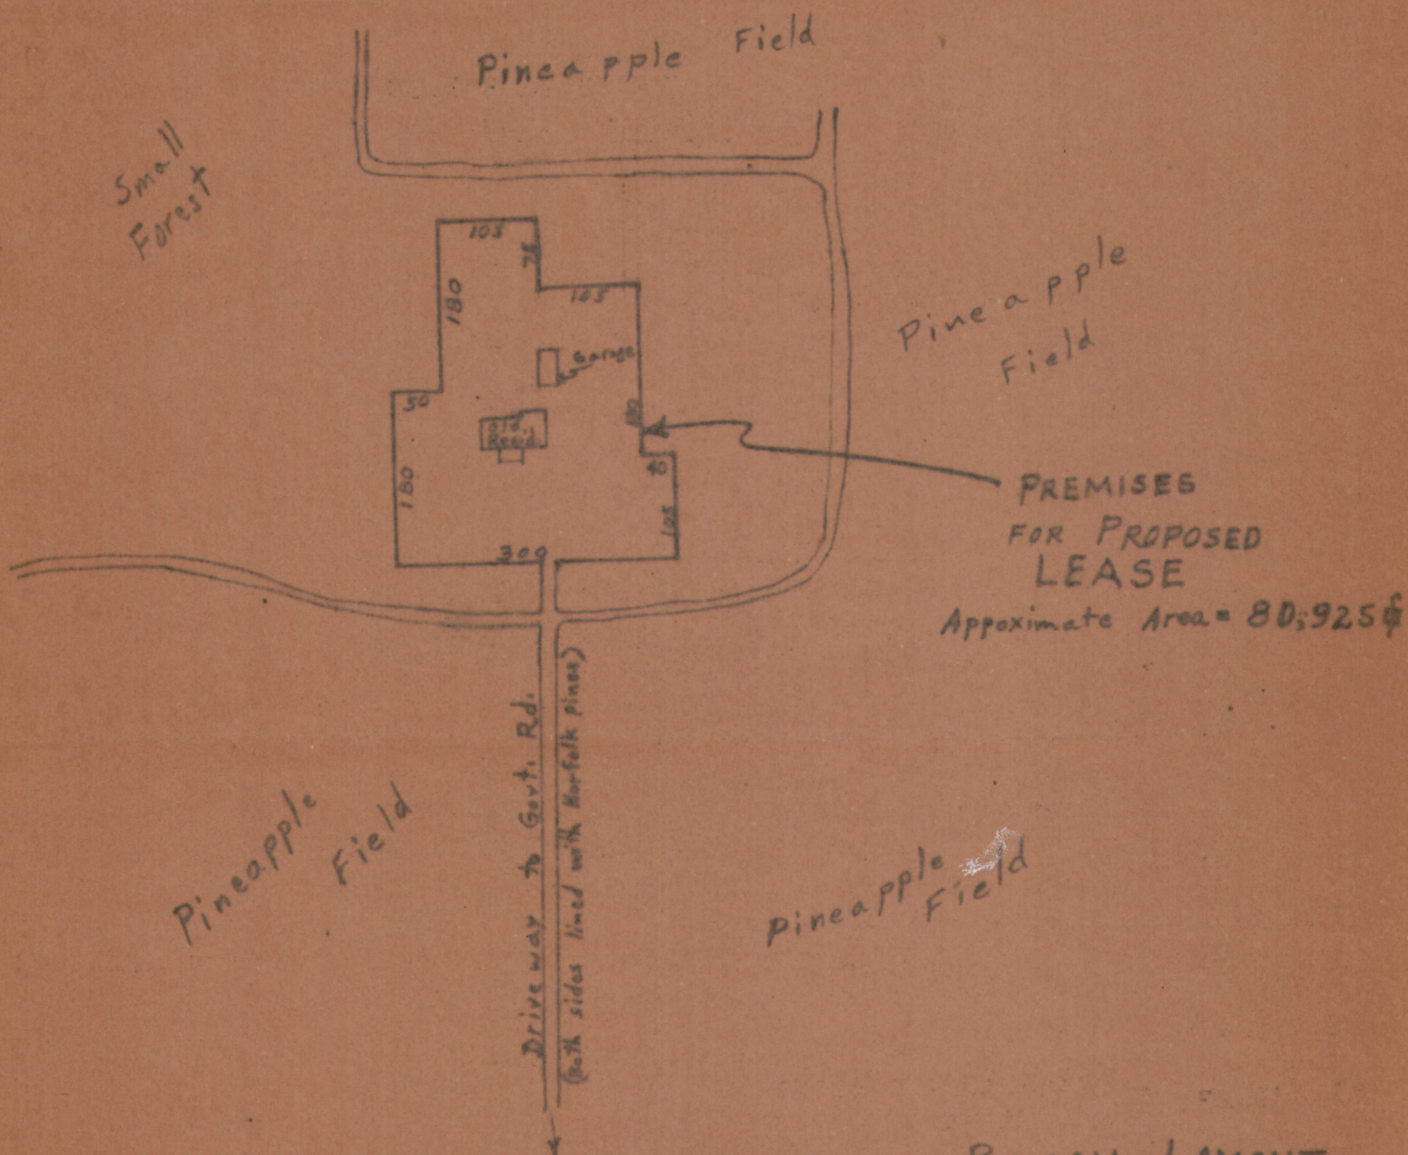 Pineapple Field
Small
Forest
105
75
180
105
Garage
Pineapple
Field
50
Old
Resid.
180
180
40
105
300
PREMISES
FOR PROPOSED
LEASE
Appoximate Area = 80,925
Driveway to Govt. Rd.
(Both sides lined with Norfolk pines)
Pineapple
Field
Pineapple
Field
LAYOUT